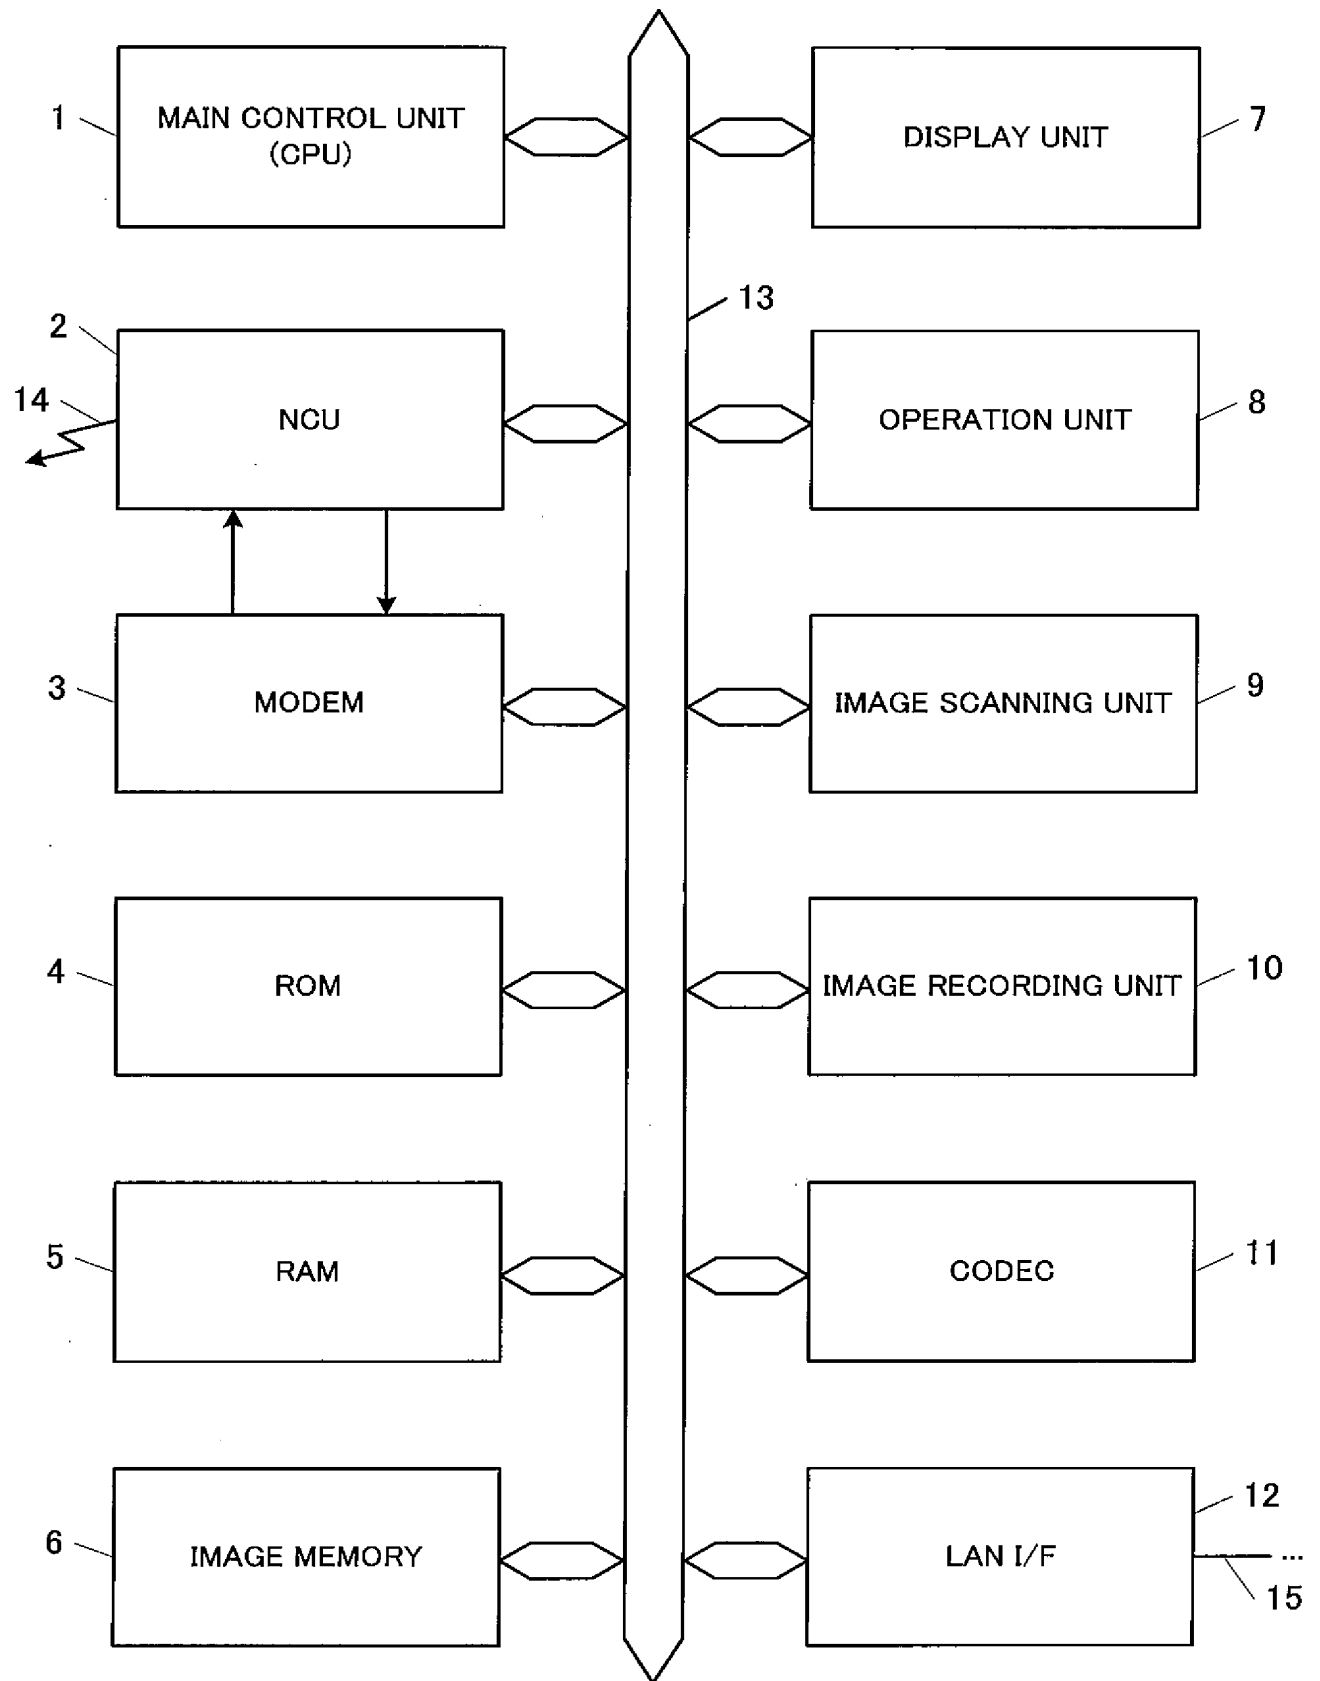 1
MAIN CONTROL UNIT
(CPU)
DISPLAY UNIT
7
13
2
14
NCU
OPERATION UNIT
8
3
MODEM
IMAGE SCANNING UNIT
9
4
ROM
IMAGE RECORDING UNIT
10
5
RAM
CODEC
11
6
IMAGE MEMORY
LAN I/F
12
...
15